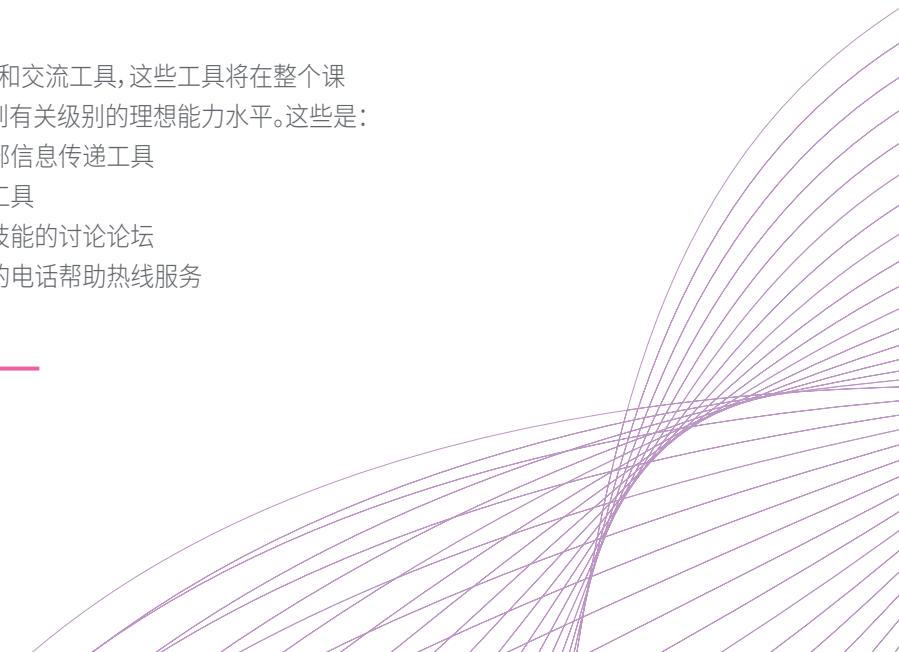 和交流工具，这些工具将在整个课
有关级别的理想能力水平。这些是：
信息传递工具
工具
技能的讨论论坛
的电话帮助热线服务